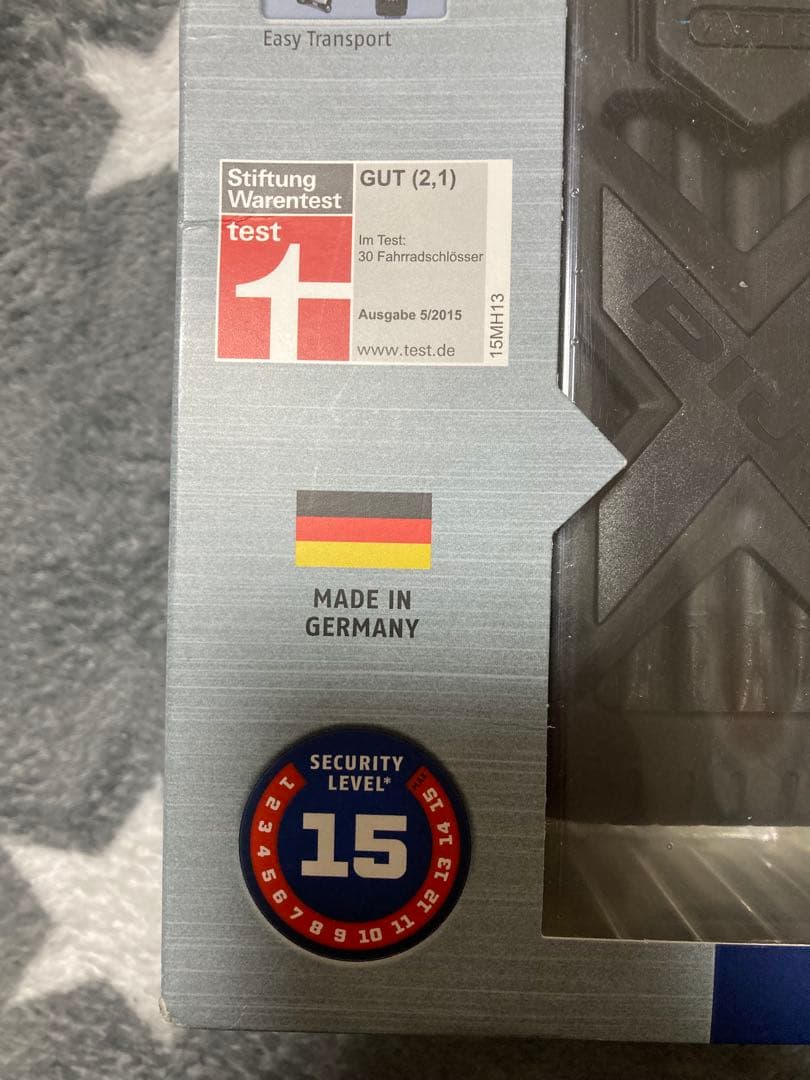 Easy Transport
Stiftung
Warentest
test
GUT (2,1)
Im Test:
30 Fahrradschlösser
Ausgabe 5/2015
www.test.de
15MH13
MADE IN
GERMANY
SECURITY
LEVEL*
1 2 3 4 5 6 7 8 9 10 11 12 13 14 15 MAX
15